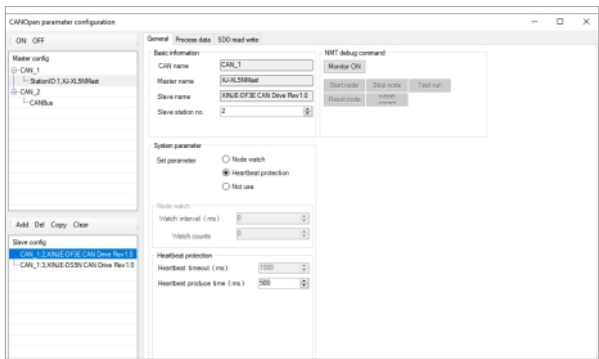 CANOpen parameter configuration
ON OFF
Master config
CAN_1
StationID:1,XJ-XL5NMast
CAN_2
CANBus
Add Del Copy Clear
Slave config
CAN_1:2,XINJE-DF3E CAN Drive Rev1.0
CAN_1:3,XINJE-DS5N CAN Drive Rev1.0
General Process data SDO read write
Basic information
CAN name CAN_1
Master name XJ-XL5NMast
Slave name XINJE-DF3E CAN Drive Rev1.0
Slave station no. 2
System parameter
Set parameter Node watch
Heartbeat protection
Not use
Node watch
Watch interval (ms) 0
Watch counts 0
Heartbeat protection
Heartbeat timeout (ms) 1000
Heartbeat produce time (ms) 500
NMT debug command
Monitor ON
Start node Stop node Test run
Reset node